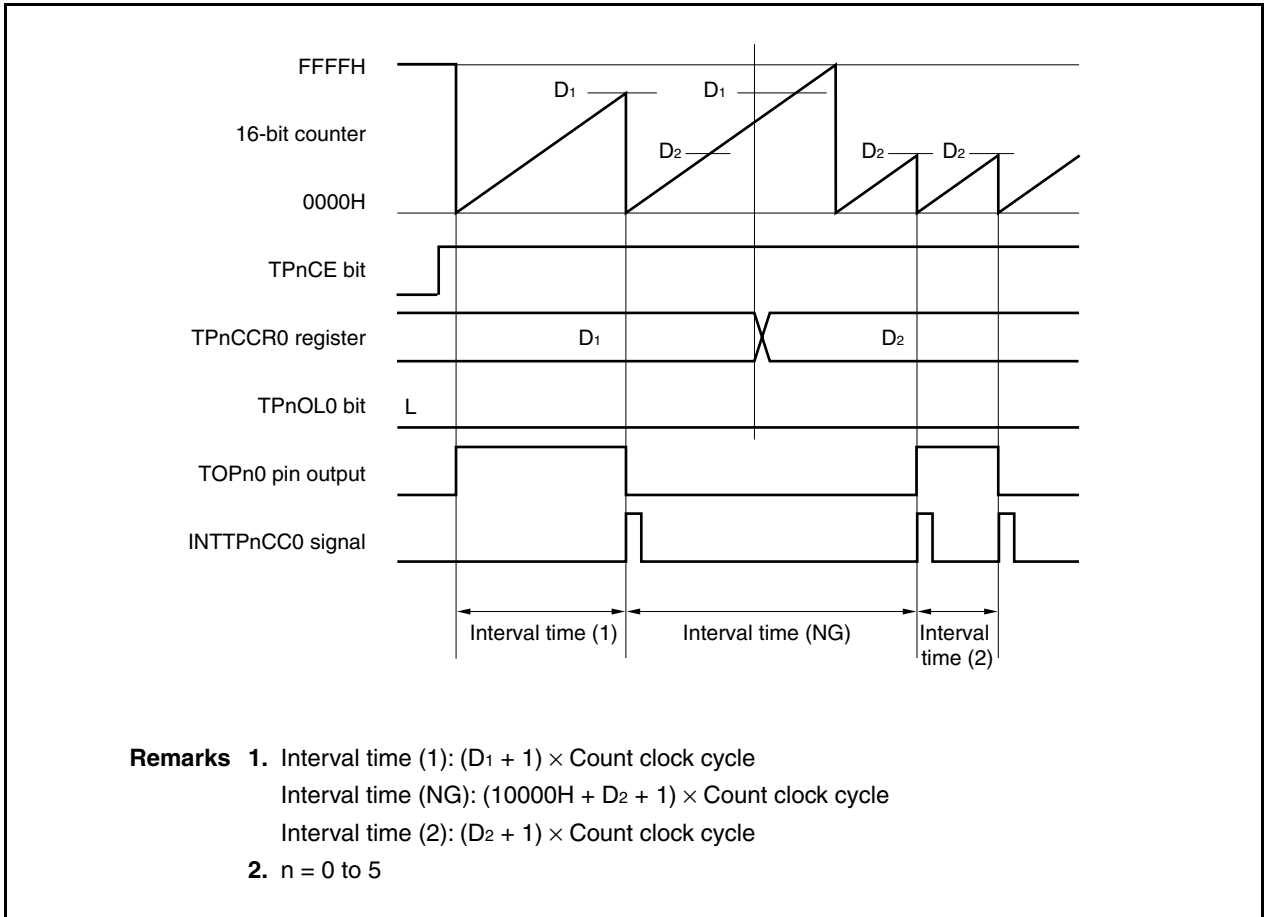 FFFFH
D1
D1
16-bit counter
D2
D2
D2
0000H
TPnCE bit
TPnCCR0 register
D1
D2
TPnOL0 bit
L
TOPn0 pin output
INTTPnCC0 signal
Interval time (1)
Interval time (NG)
Interval
time (2)
Remarks 1. Interval time (1): (D1 + 1) × Count clock cycle
Interval time (NG): (10000H + D2 + 1) × Count clock cycle
Interval time (2): (D2 + 1) × Count clock cycle
2. n = 0 to 5